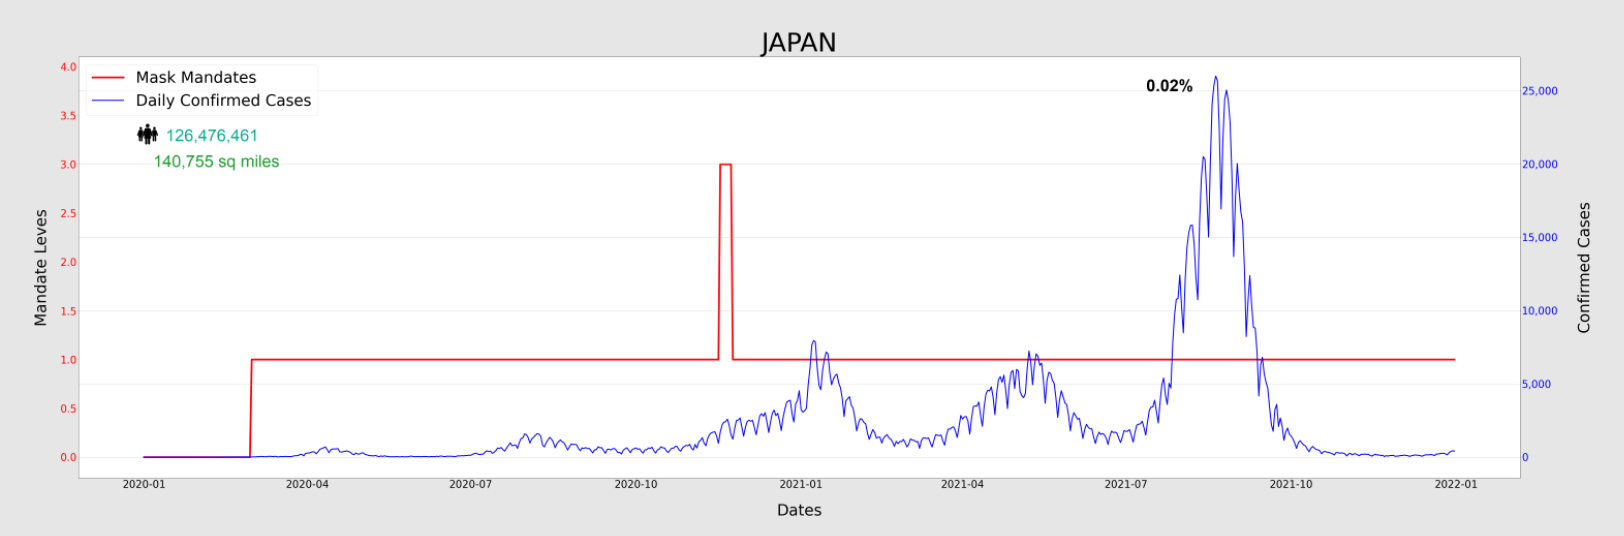 JAPAN
Mask Mandates
Daily Confirmed Cases
126,476,461
140,755 sq miles
0.02%
4.0
3.5
3.0
2.5
2.0
1.5
1.0
0.5
0.0
Mandate Leves
25,000
20,000
15,000
10,000
5,000
0
Confirmed Cases
2020-01 2020-04 2020-07 2020-10 2021-01 2021-04 2021-07 2021-10 2022-01
Dates